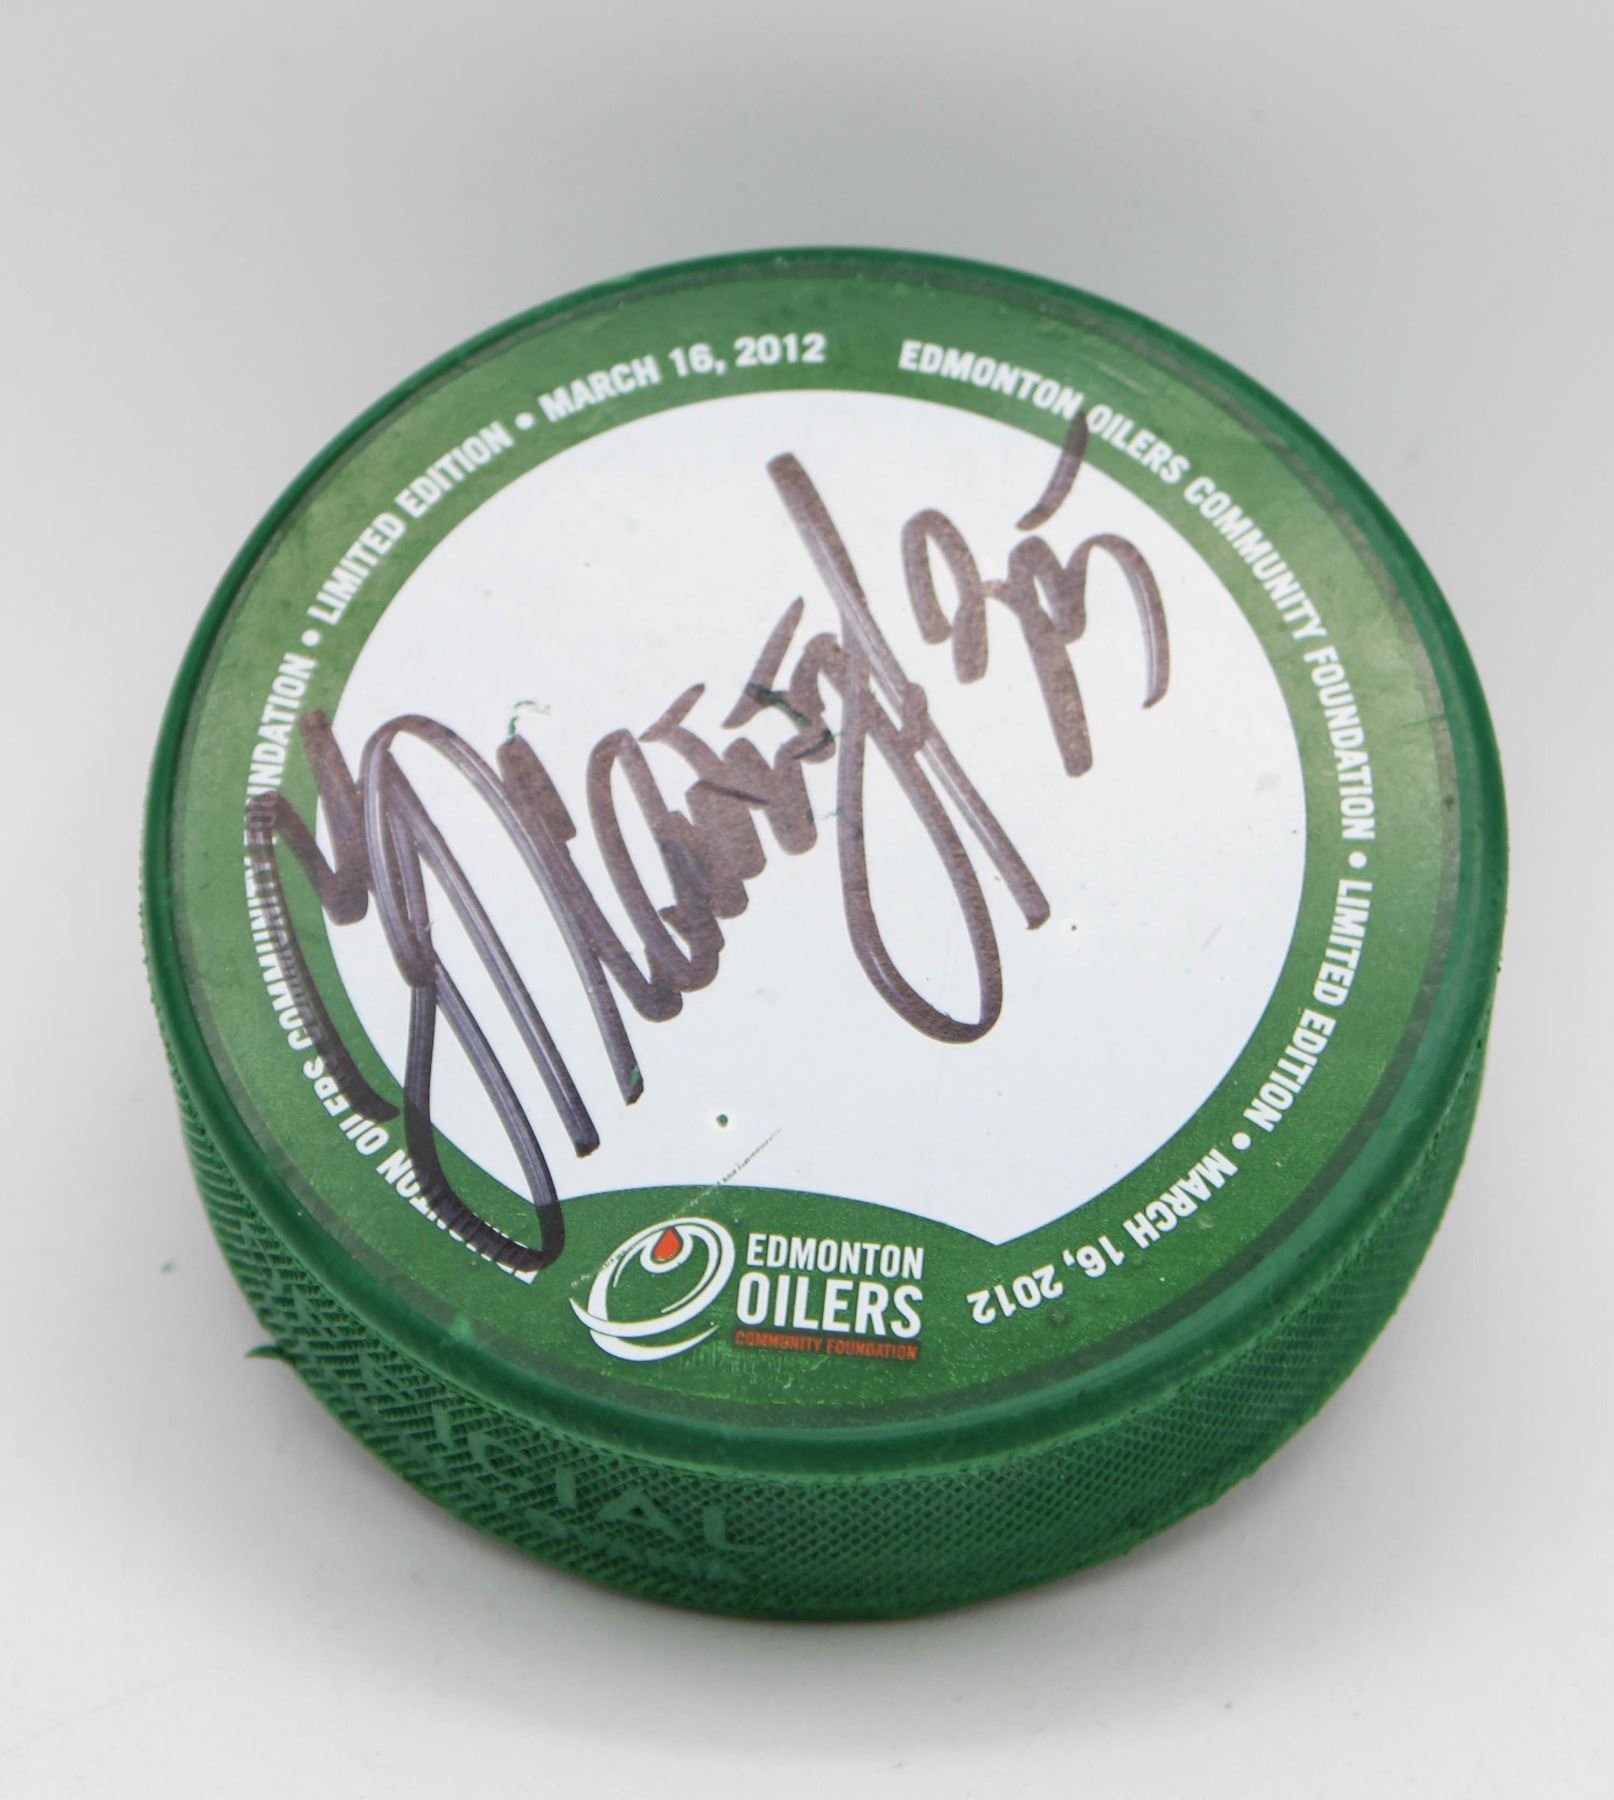 EDMONTON OILERS COMMUNITY FOUNDATION • LIMITED EDITION • MARCH 16, 2012
EDMONTON OILERS COMMUNITY FOUNDATION • LIMITED EDITION • MARCH 16, 2012
EDMONTON
OILERS
COMMUNITY FOUNDATION